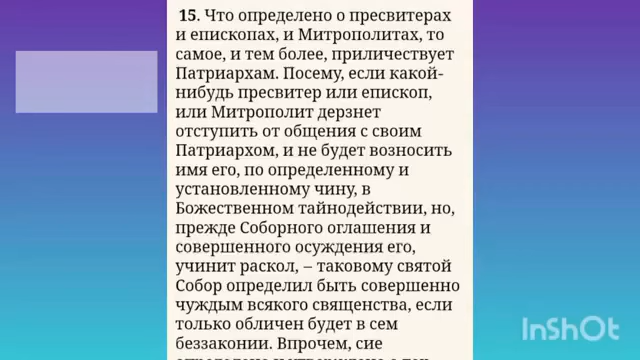 15. Что определено о пресвитерах
и епископах, и Митрополитах, то
самое, и тем более, приличествует
Патриархам. Посему, если какой-
нибудь пресвитер или епископ,
или Митрополит дерзнет
отступить от общения с своим
Патриархом, и не будет возносить
имя его, по определенному и
установленному чину, в
Божественном тайнодействии, но,
прежде Соборного оглашения и
совершенного осуждения его,
учинит раскол, – таковому святой
Собор определил быть совершенно
чуждым всякого священства, если
только обличен будет в сем
беззаконии. Впрочем, сие
InShOt